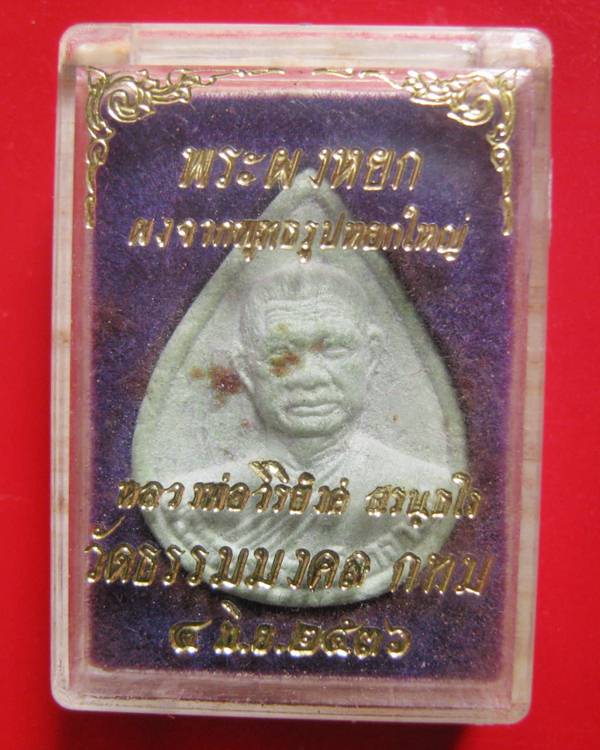 พระผงหยก
ผงจากพุทธรูปหยกใหญ่
หลวงพ่อวิริยังค์ สิรนฺธโร
วัดธรรมมงคล กทม
๔ มิ.ย.๒๕๓๖